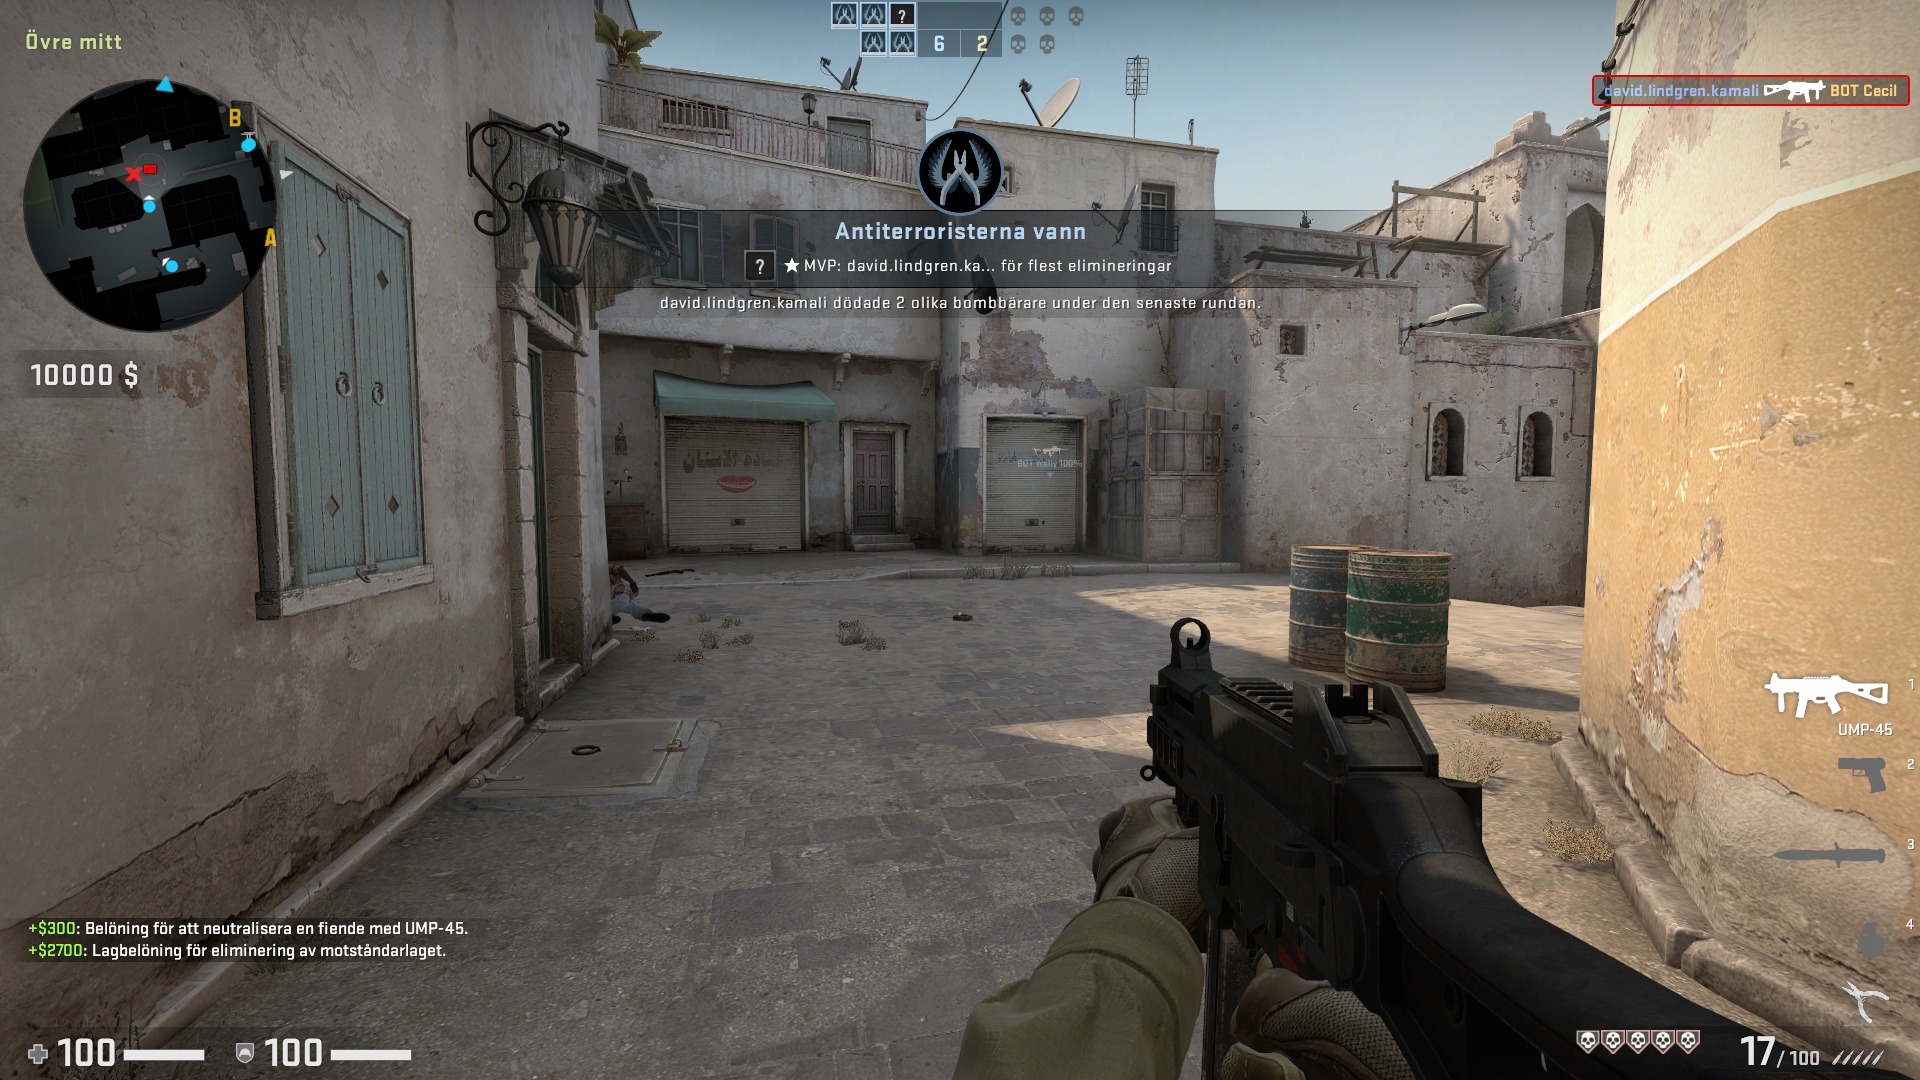 Övre mitt
?
6
2
B
A
david.lindgren.kamali BOT Cecil
Antiterroristerna vann
? ★ MVP: david.lindgren.ka... för flest elimineringar
david.lindgren.kamali dödade 2 olika bombbärare under den senaste rundan.
10000 $
BOT Wally 100%
1
UMP-45
2
3
4
+$300: Belöning för att neutralisera en fiende med UMP-45.
+$2700: Lagbelöning för eliminering av motståndarlaget.
100
100
17 / 100